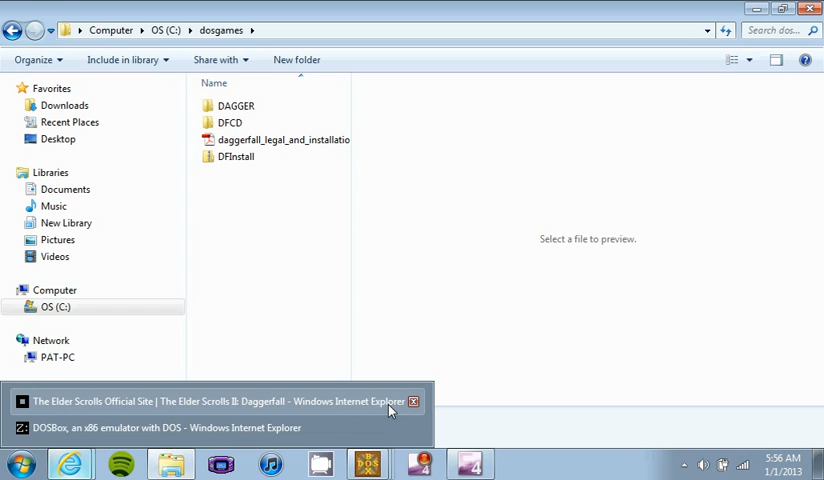 Computer OS (C:) dosgames
Search dos...
Organize Include in library Share with New folder
Name
Favorites
Downloads
Recent Places
Desktop
Libraries
Documents
Music
New Library
Pictures
Videos
Computer
OS (C:)
Network
PAT-PC
DAGGER
DFCD
daggerfall_legal_and_installatio
DFInstall
Select a file to preview.
The Elder Scrolls Official Site | The Elder Scrolls II: Daggerfall - Windows Internet Explorer
Z: DOSBox, an x86 emulator with DOS - Windows Internet Explorer
DOS
4
4
5:56 AM
1/1/2013